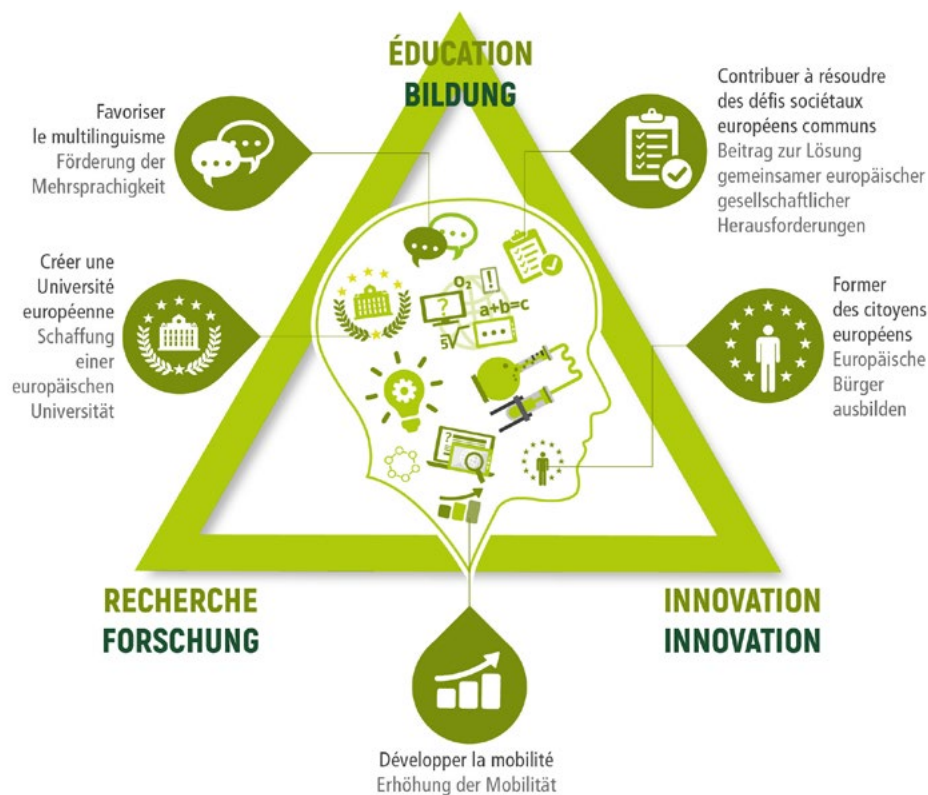 ÉDUCATION
BILDUNG
Favoriser
le multilinguisme
Förderung der
Mehrsprachigkeit
Contribuer à résoudre
des défis sociétaux
européens communs
Beitrag zur Lösung
gemeinsamer europäischer
gesellschaftlicher
Herausforderungen
Créer une
Université
européenne
Schaffung
einer
europäischen
Universität
O₂
!
?
a+b=c
5√
?
Former
des citoyens
européens
Europäische
Bürger
ausbilden
RECHERCHE
FORSCHUNG
INNOVATION
INNOVATION
Développer la mobilité
Erhöhung der Mobilität